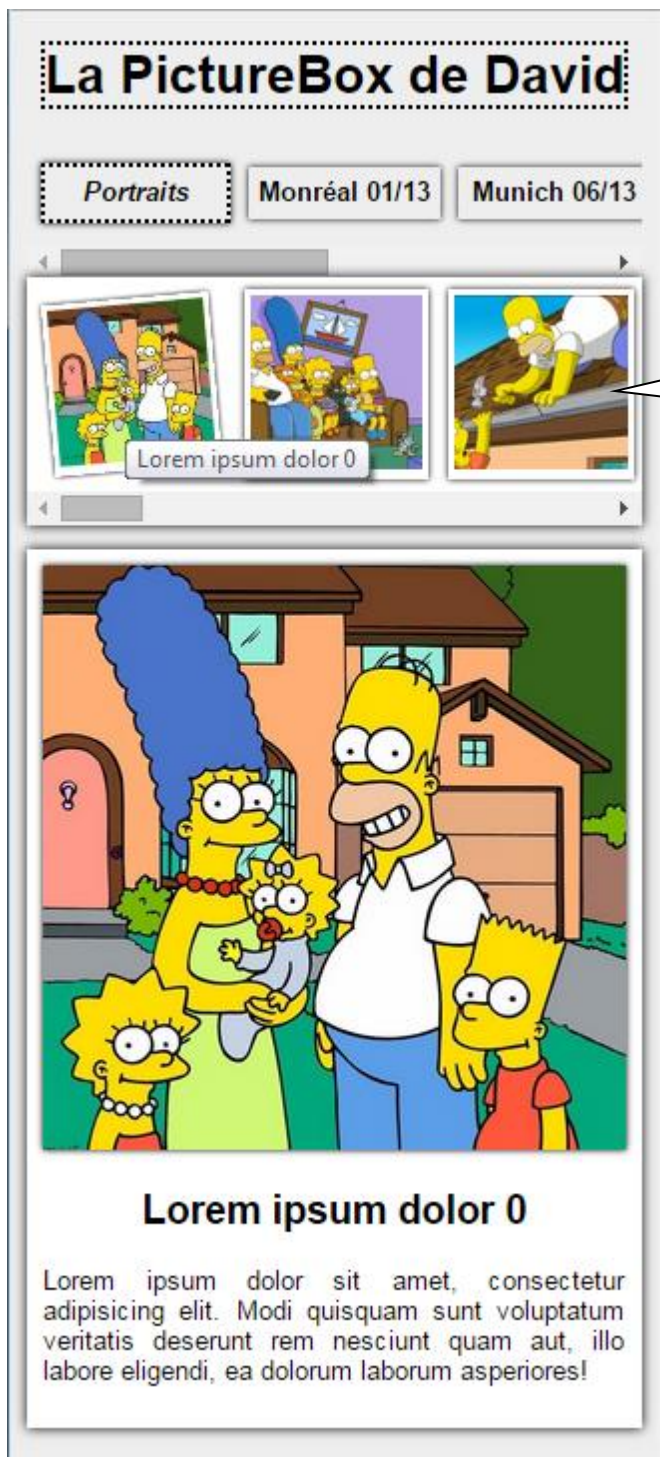 La PictureBox de David
Portraits
Monréal 01/13
Munich 06/13
Lorem ipsum dolor 0
Lorem ipsum dolor 0
Lorem ipsum dolor sit amet, consectetur
adipisicing elit. Modi quisquam sunt voluptatum
veritatis deserunt rem nesciunt quam aut, illo
labore eligendi, ea dolorum laborum asperiores!